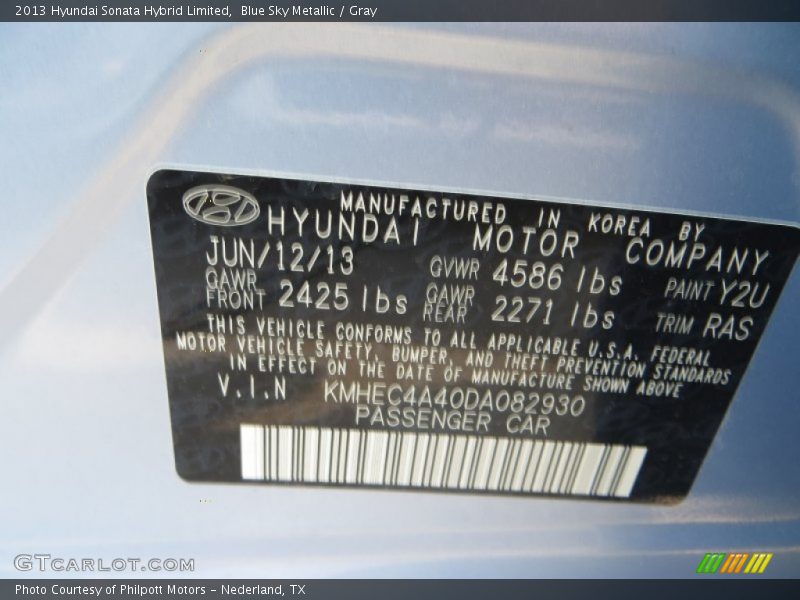 2013 Hyundai Sonata Hybrid Limited,  Blue Sky Metallic / Gray
MANUFACTURED IN KOREA BY
HYUNDAI MOTOR COMPANY
JUN/12/13 GVWR 4586 lbs PAINT Y2U
GAWR FRONT 2425 lbs GAWR REAR 2271 lbs TRIM RAS
THIS VEHICLE CONFORMS TO ALL APPLICABLE U.S.A. FEDERAL
MOTOR VEHICLE SAFETY, BUMPER, AND THEFT PREVENTION STANDARDS
IN EFFECT ON THE DATE OF MANUFACTURE SHOWN ABOVE
V.I.N KMHEC4A40DA082930
PASSENGER CAR
GTCARLOT.COM
Photo Courtesy of Philpott Motors - Nederland, TX